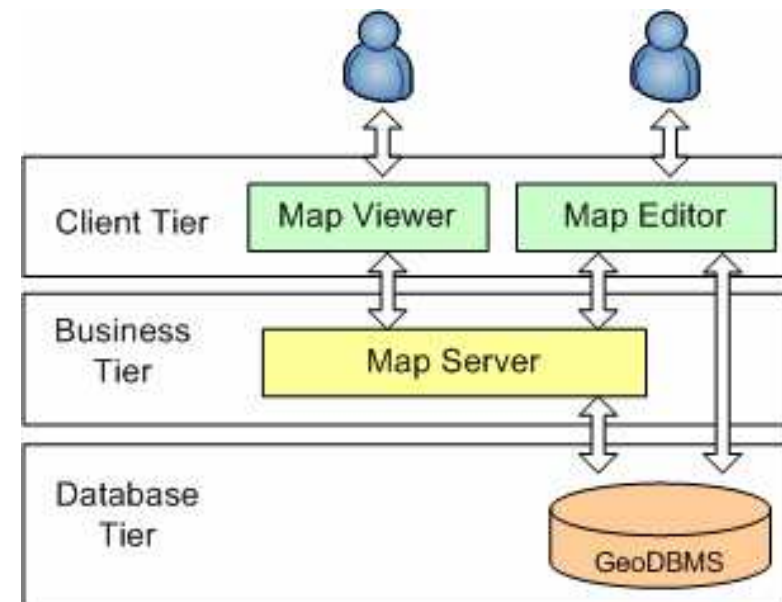 Client Tier
Map Viewer
Map Editor
Business
Tier
Map Server
Database
Tier
GeoDBMS